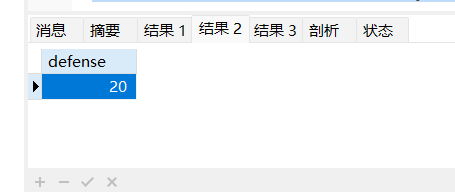 消息 摘要 结果 1 结果 2 结果 3 剖析 状态
defense
20